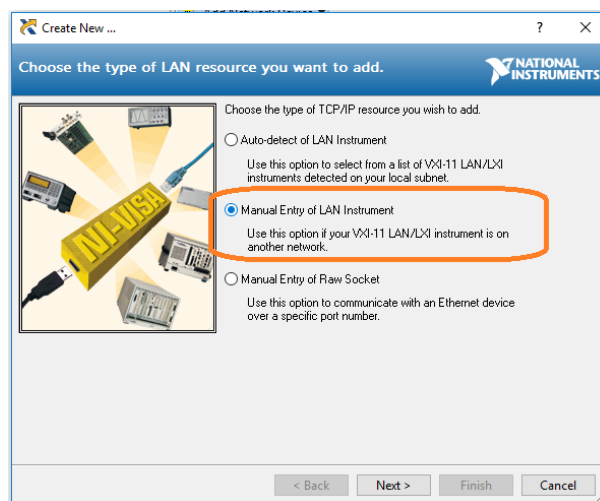 Create New ...
Choose the type of LAN resource you want to add.
NATIONAL
INSTRUMENTS
Choose the type of TCP/IP resource you wish to add.
Auto-detect of LAN Instrument
Use this option to select from a list of VXI-11 LAN/LXI
instruments detected on your local subnet.
Manual Entry of LAN Instrument
Use this option if your VXI-11 LAN/LXI instrument is on
another network.
Manual Entry of Raw Socket
Use this option to communicate with an Ethernet device
over a specific port number.
NI-VISA
< Back
Next >
Finish
Cancel